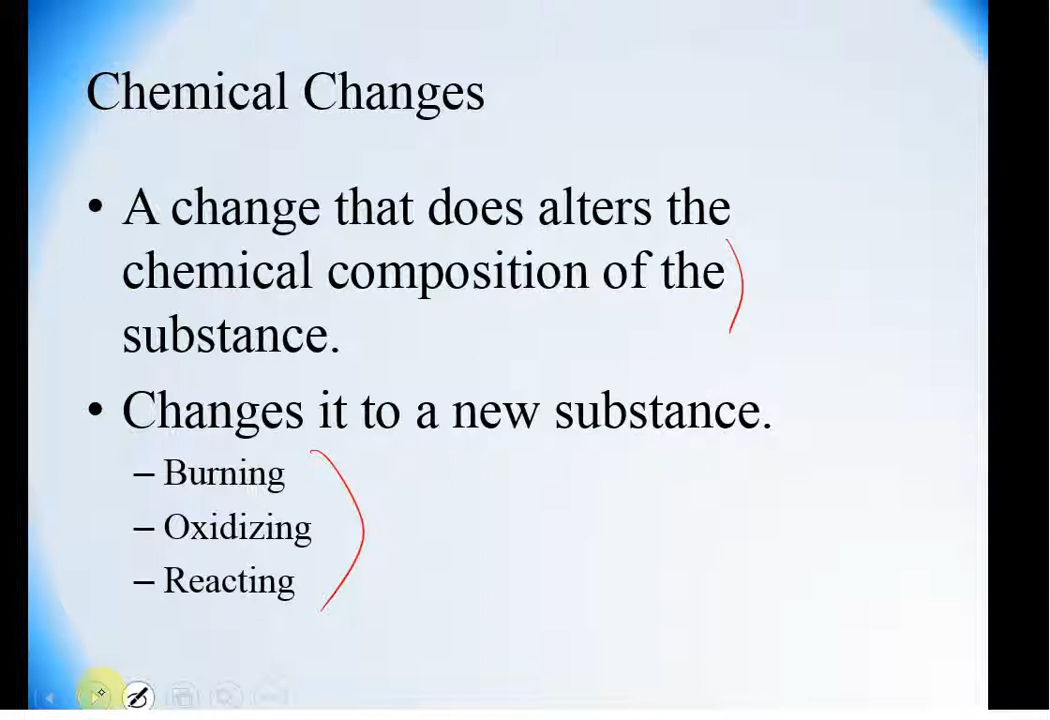 Chemical Changes
• A change that does alters the
chemical composition of the
substance.
• Changes it to a new substance.
– Burning
– Oxidizing
– Reacting